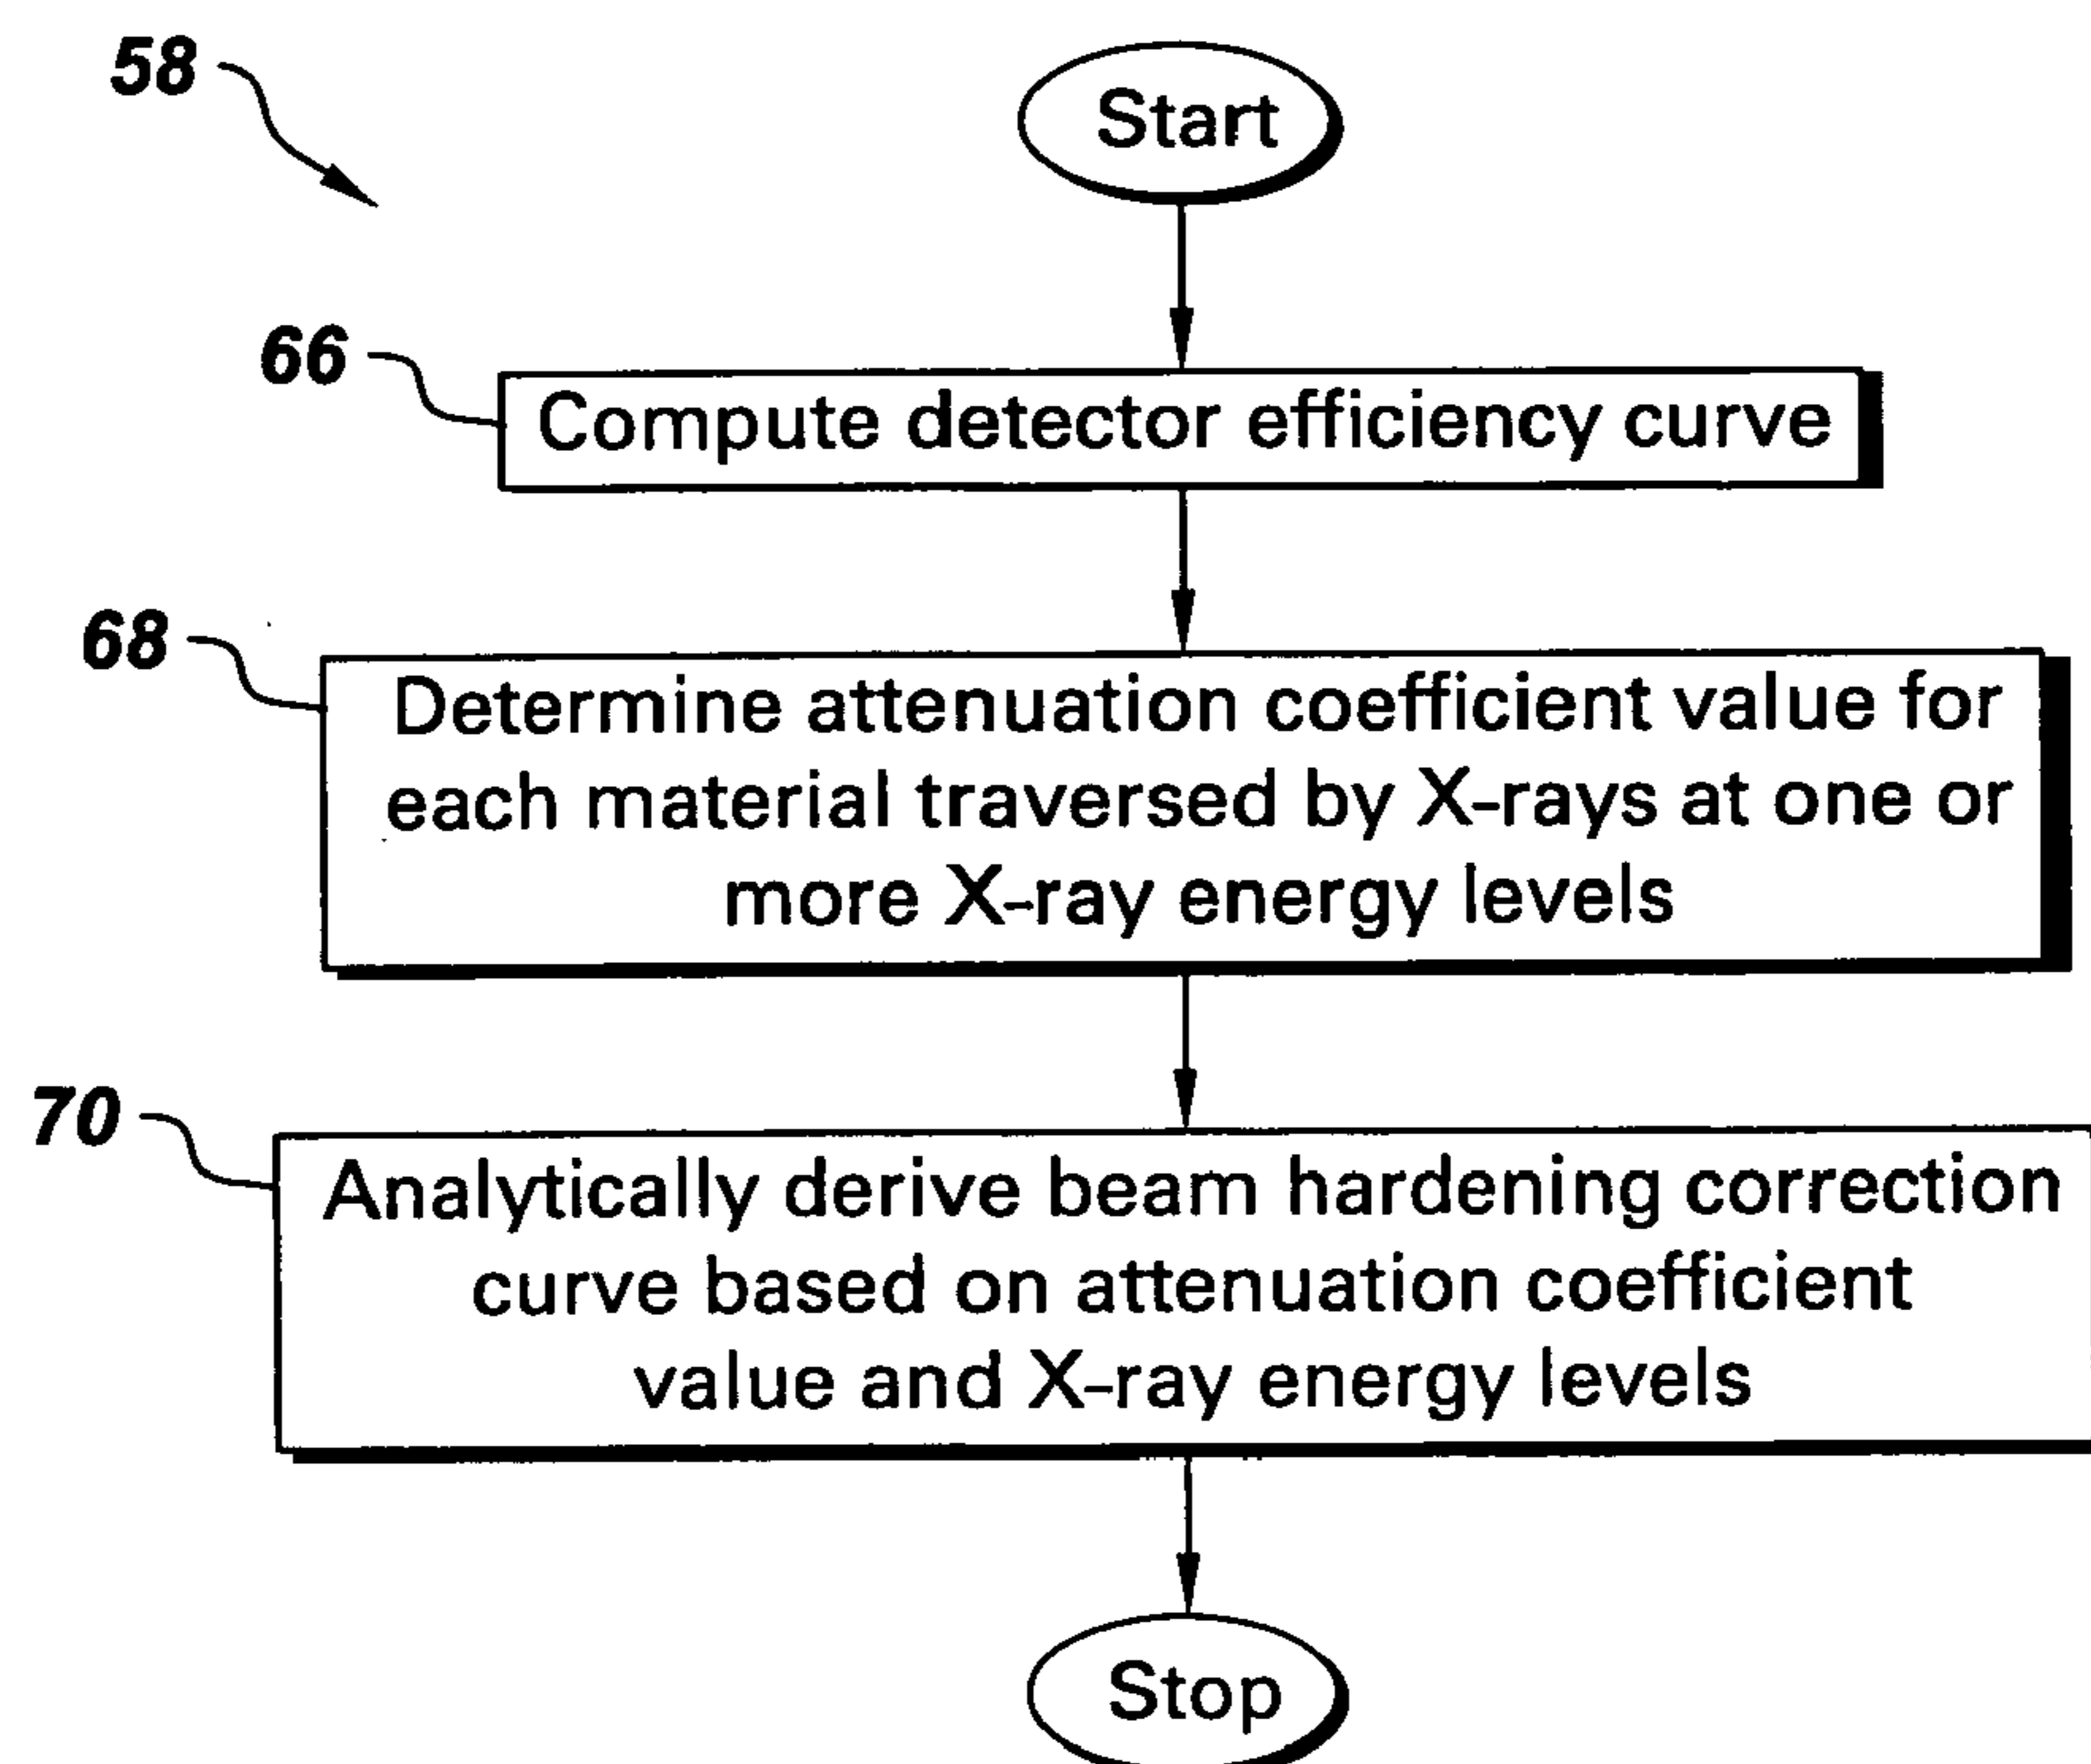 58
Start
66
Compute detector efficiency curve
68
Determine attenuation coefficient value for
each material traversed by X-rays at one or
more X-ray energy levels
70
Analytically derive beam hardening correction
curve based on attenuation coefficient
value and X-ray energy levels
Stop